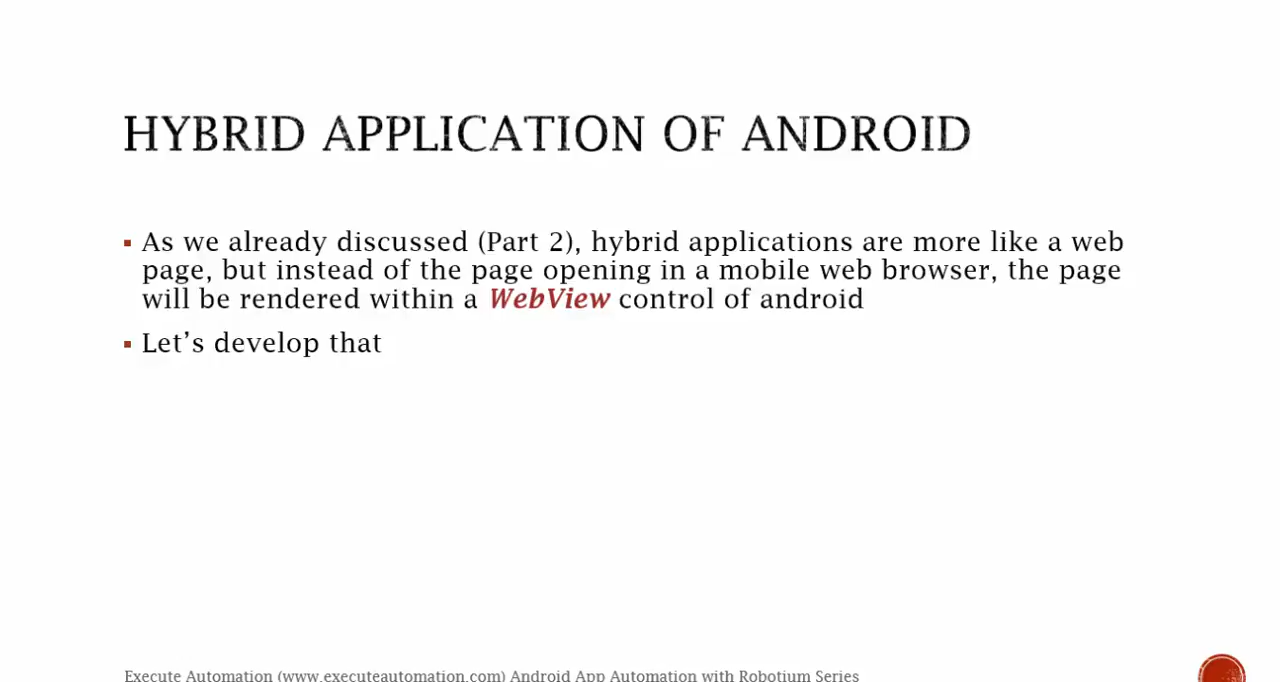 HYBRID APPLICATION OF ANDROID
▪ As we already discussed (Part 2), hybrid applications are more like a web
page, but instead of the page opening in a mobile web browser, the page
will be rendered within a WebView control of android
▪ Let’s develop that
Execute Automation (www.executeautomation.com) Android App Automation with Robotium Series